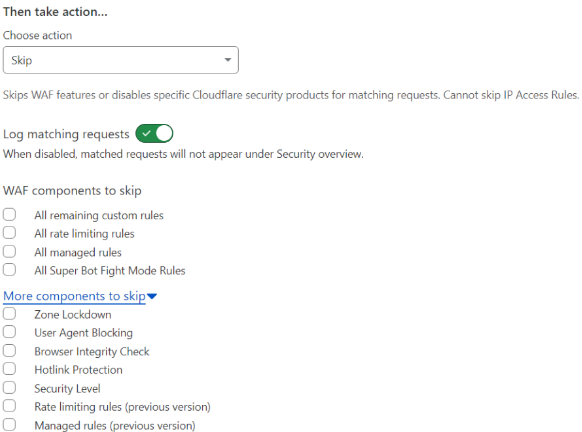 Then take action...
Choose action
Skip
Skips WAF features or disables specific Cloudflare security products for matching requests. Cannot skip IP Access Rules.
Log matching requests
When disabled, matched requests will not appear under Security overview.
WAF components to skip
All remaining custom rules
All rate limiting rules
All managed rules
All Super Bot Fight Mode Rules
More components to skip
Zone Lockdown
User Agent Blocking
Browser Integrity Check
Hotlink Protection
Security Level
Rate limiting rules (previous version)
Managed rules (previous version)